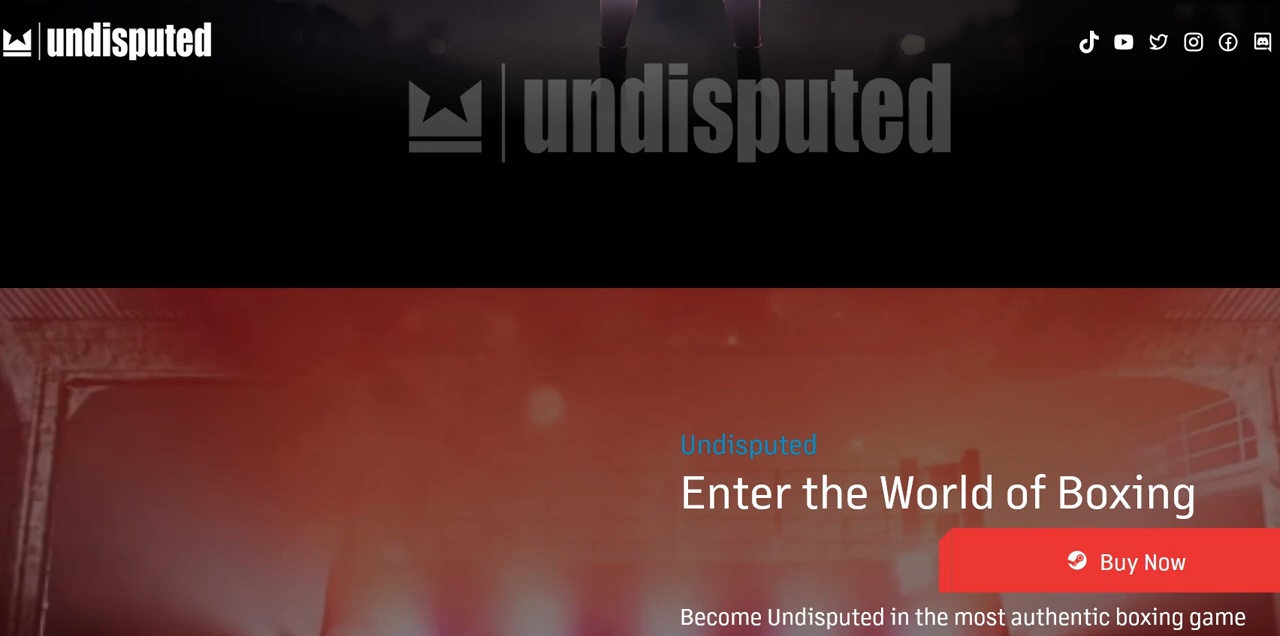 undisputed
undisputed
Undisputed
Enter the World of Boxing
Buy Now
Become Undisputed in the most authentic boxing game